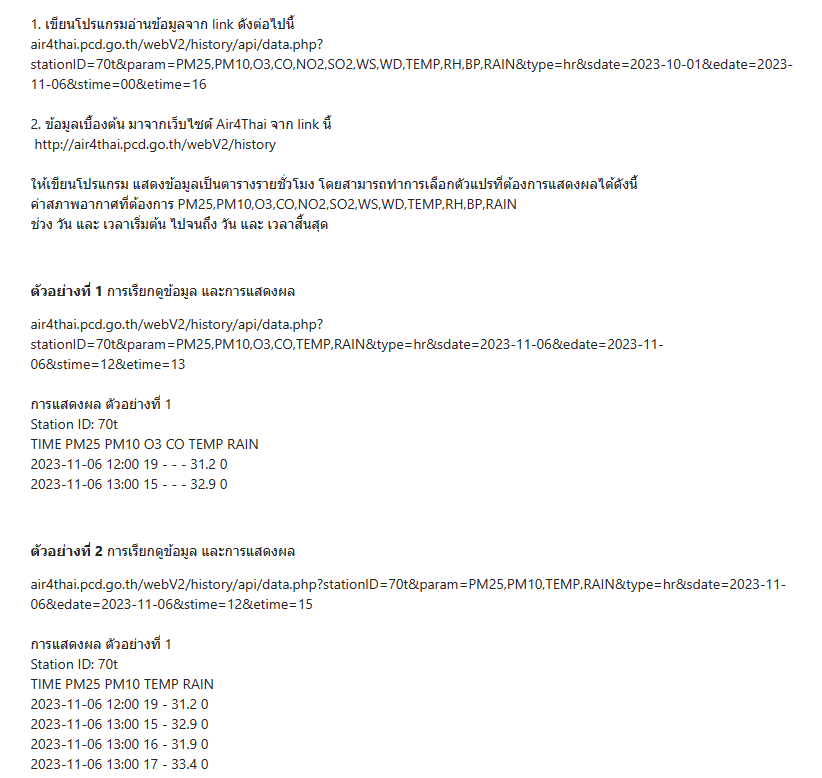 1. เขียนโปรแกรมอ่านข้อมูลจาก link ดังต่อไปนี้
air4thai.pcd.go.th/webV2/history/api/data.php?
stationID=70t&param=PM25,PM10,O3,CO,NO2,SO2,WS,WD,TEMP,RH,BP,RAIN&type=hr&sdate=2023-10-01&edate=2023-
11-06&stime=00&etime=16
2. ข้อมูลเบื้องต้น มาจากเว็บไซต์ Air4Thai จาก link นี้
http://air4thai.pcd.go.th/webV2/history
ให้เขียนโปรแกรม แสดงข้อมูลเป็นตารางรายชั่วโมง โดยสามารถทำการเลือกตัวแปรที่ต้องการแสดงผลได้ดังนี้
ค่าสภาพอากาศที่ต้องการ PM25,PM10,O3,CO,NO2,SO2,WS,WD,TEMP,RH,BP,RAIN
ช่วง วัน และ เวลาเริ่มต้น ไปจนถึง วัน และ เวลาสิ้นสุด
ตัวอย่างที่ 1 การเรียกดูข้อมูล และการแสดงผล
air4thai.pcd.go.th/webV2/history/api/data.php?
stationID=70t&param=PM25,PM10,O3,CO,TEMP,RAIN&type=hr&sdate=2023-11-06&edate=2023-11-
06&stime=12&etime=13
การแสดงผล ตัวอย่างที่ 1
Station ID: 70t
TIME PM25 PM10 O3 CO TEMP RAIN
2023-11-06 12:00 19 - - - 31.2 0
2023-11-06 13:00 15 - - - 32.9 0
ตัวอย่างที่ 2 การเรียกดูข้อมูล และการแสดงผล
air4thai.pcd.go.th/webV2/history/api/data.php?stationID=70t&param=PM25,PM10,TEMP,RAIN&type=hr&sdate=2023-11-
06&edate=2023-11-06&stime=12&etime=15
การแสดงผล ตัวอย่างที่ 1
Station ID: 70t
TIME PM25 PM10 TEMP RAIN
2023-11-06 12:00 19 - 31.2 0
2023-11-06 13:00 15 - 32.9 0
2023-11-06 13:00 16 - 31.9 0
2023-11-06 13:00 17 - 33.4 0